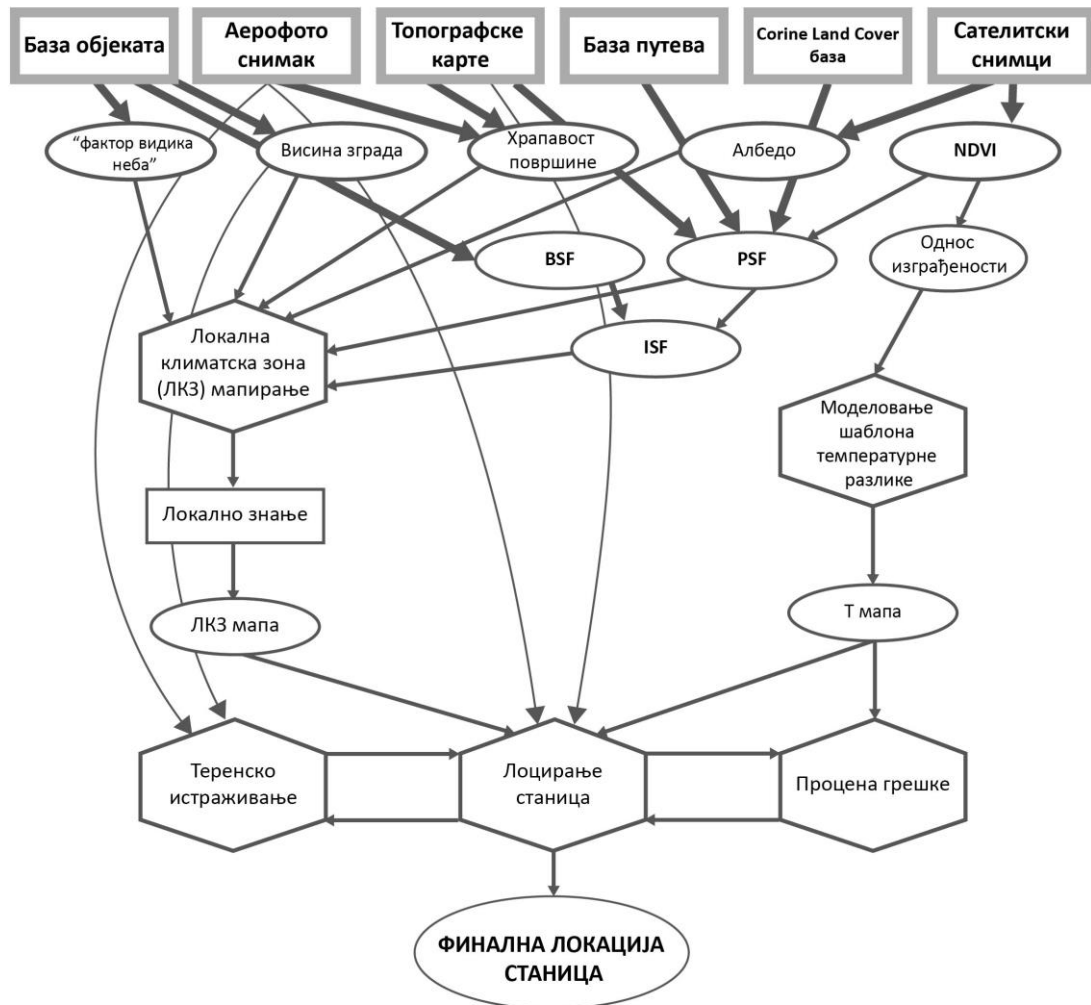 База објеката
Аерофото
снимак
Топографске
карте
База путева
Corine Land Cover
база
Сателитски
снимци
“фактор видика
неба”
Висина зграда
Храпавост
површине
Албедо
NDVI
BSF
PSF
Однос
изграђености
Локална
климатска зона
(ЛКЗ) мапирање
ISF
Моделовање
шаблона
температурне
разлике
Локално знање
ЛКЗ мапа
Т мапа
Теренско
истраживање
Лоцирање
станица
Процена грешке
ФИНАЛНА ЛОКАЦИЈА
СТАНИЦА